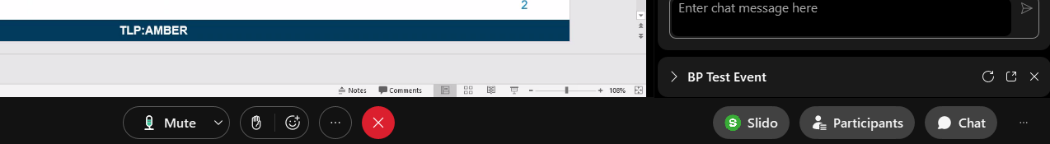 2
Enter chat message here
TLP:AMBER
BP Test Event
Notes Comments 108%
Mute
Slido Participants Chat